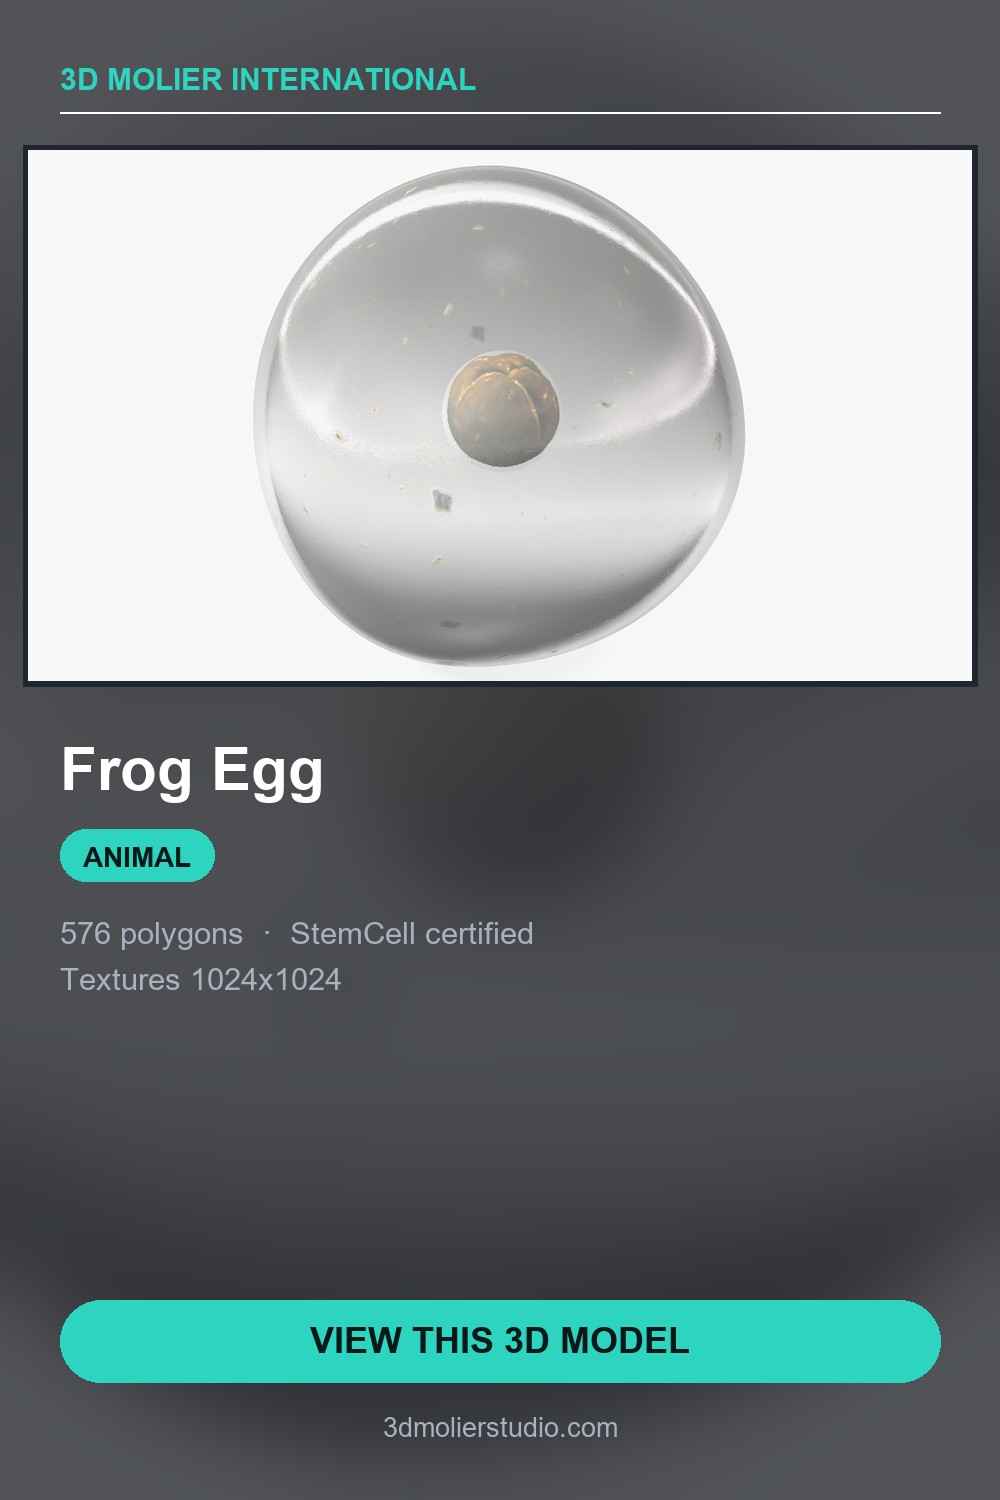 3D MOLIER INTERNATIONAL
Frog Egg
ANIMAL
576 polygons · StemCell certified
Textures 1024x1024
VIEW THIS 3D MODEL
3dmolierstudio.com